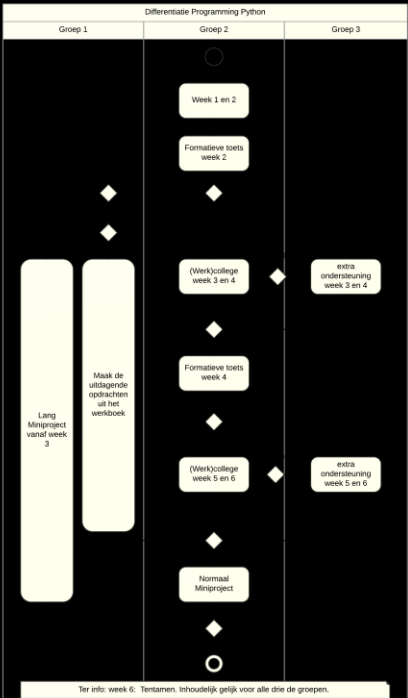 Differentiatie Programming Python
Groep 1
Groep 2
Groep 3
Week 1 en 2
Formatieve toets
week 2
(Werk)college
week 3 en 4
extra
ondersteuning
week 3 en 4
Maak de
uitdagende
opdrachten
uit het
werkboek
Lang
Miniproject
vanaf week
3
Formatieve toets
week 4
(Werk)college
week 5 en 6
extra
ondersteuning
week 5 en 6
Normaal
Miniproject
Ter info: week 6: Tentamen. Inhoudelijk gelijk voor alle drie de groepen.